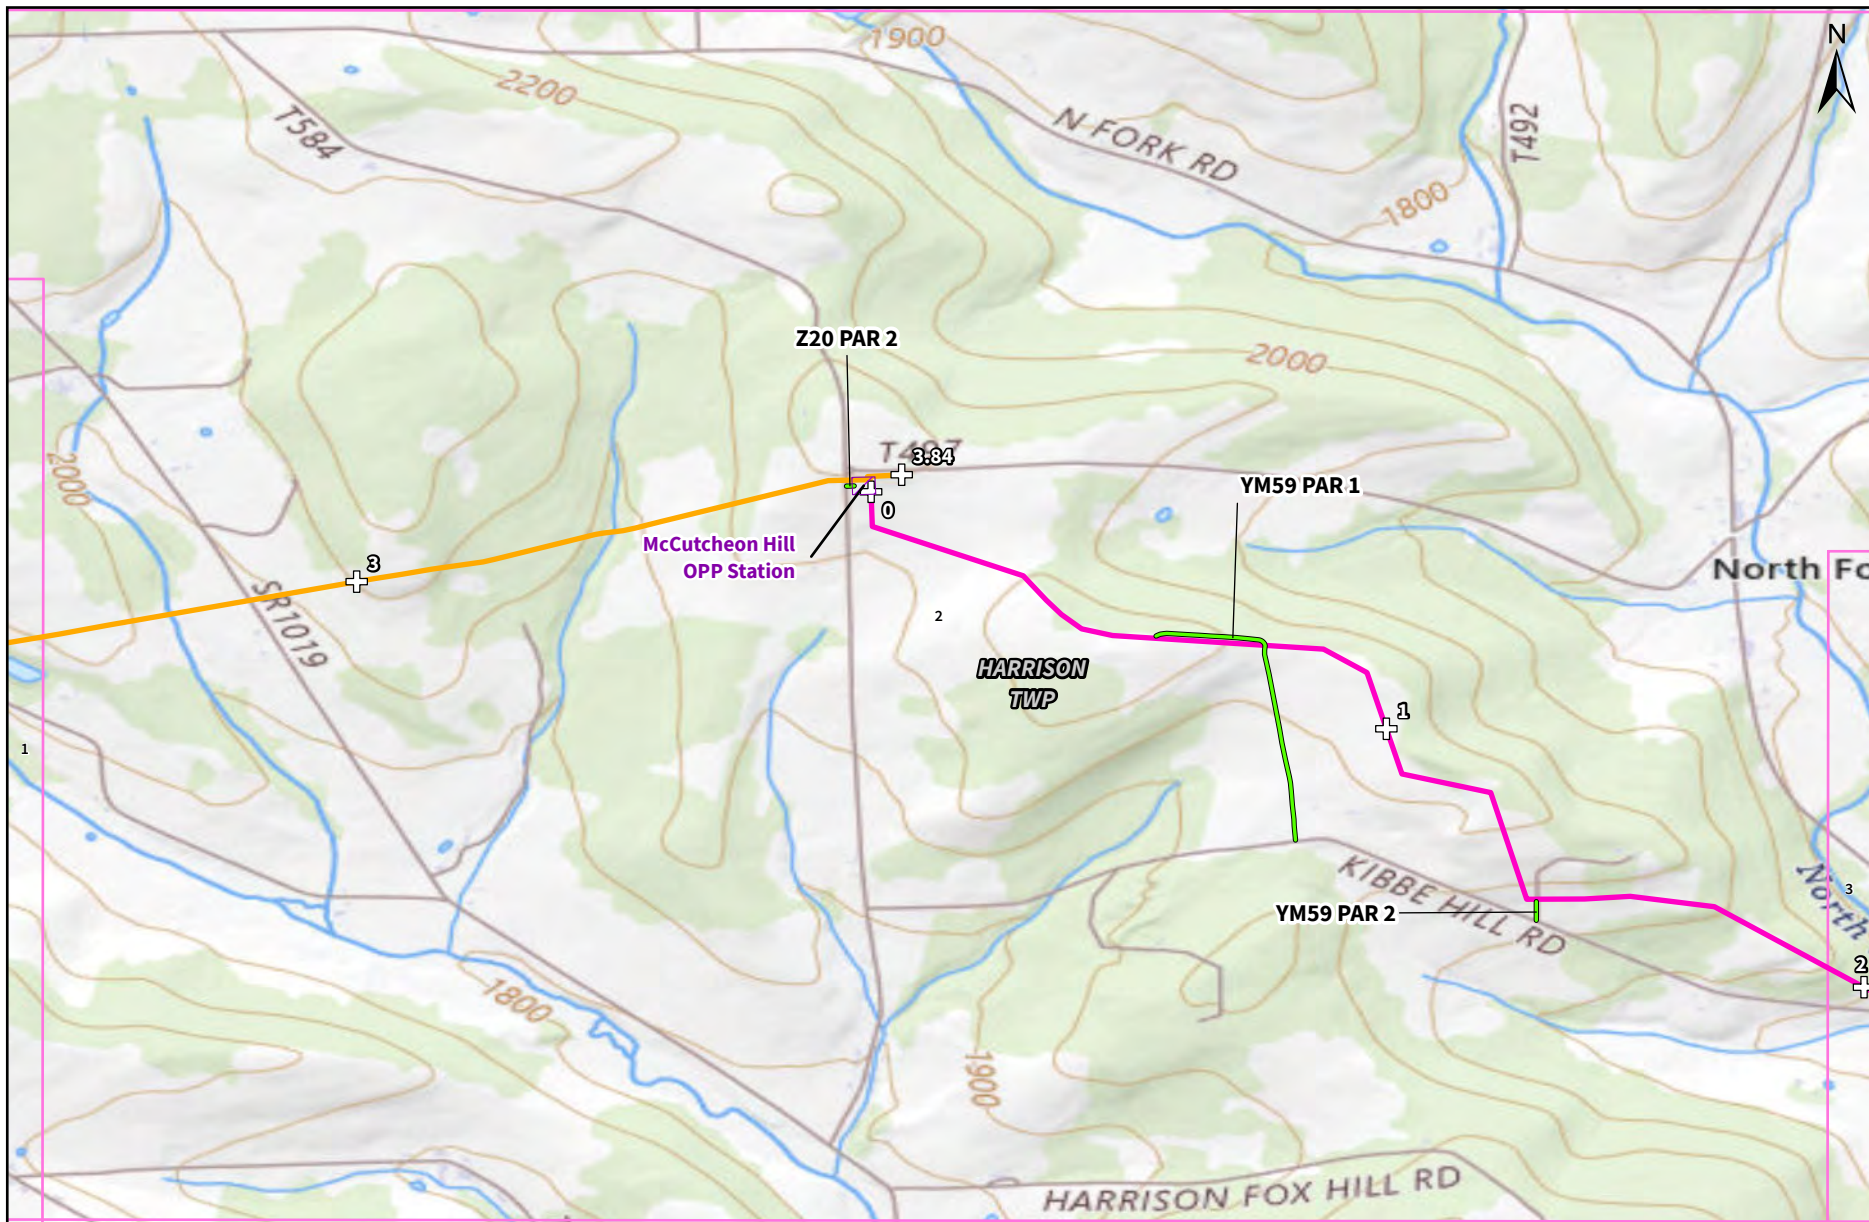 N
1900
2200
T584
N FORK RD
T492
1800
Z20 PAR 2
2000
T497
3.84
YM59 PAR 1
2000
0
McCutcheon Hill
OPP Station
3
North Fo
SR1019
2
HARRISON
TWP
1
1
KIBBE HILL RD
North
3
YM59 PAR 2
2
1800
1900
HARRISON FOX HILL RD